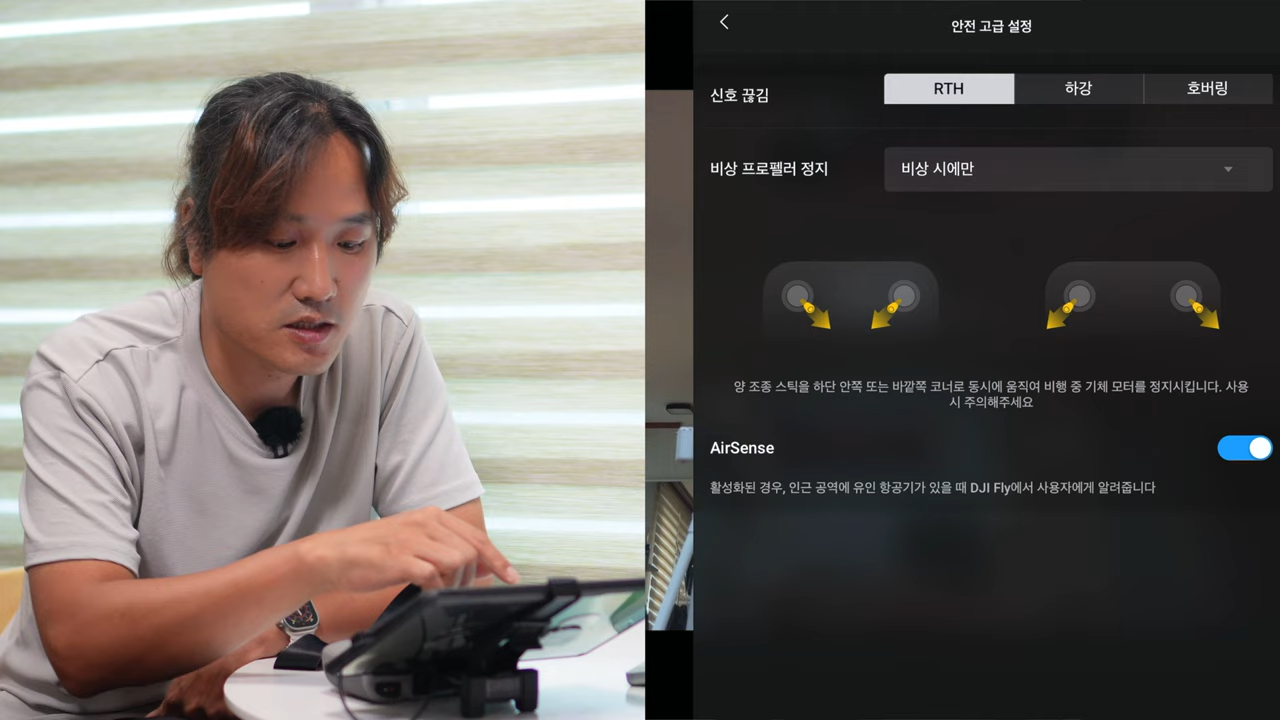 안전 고급 설정
신호 끊김
RTH
하강
호버링
비상 프로펠러 정지
비상 시에만
양 조종 스틱을 하단 안쪽 또는 바깥쪽 코너로 동시에 움직여 비행 중 기체 모터를 정지시킵니다. 사용
시 주의해주세요
AirSense
활성화된 경우, 인근 공역에 유인 항공기가 있을 때 DJI Fly에서 사용자에게 알려줍니다